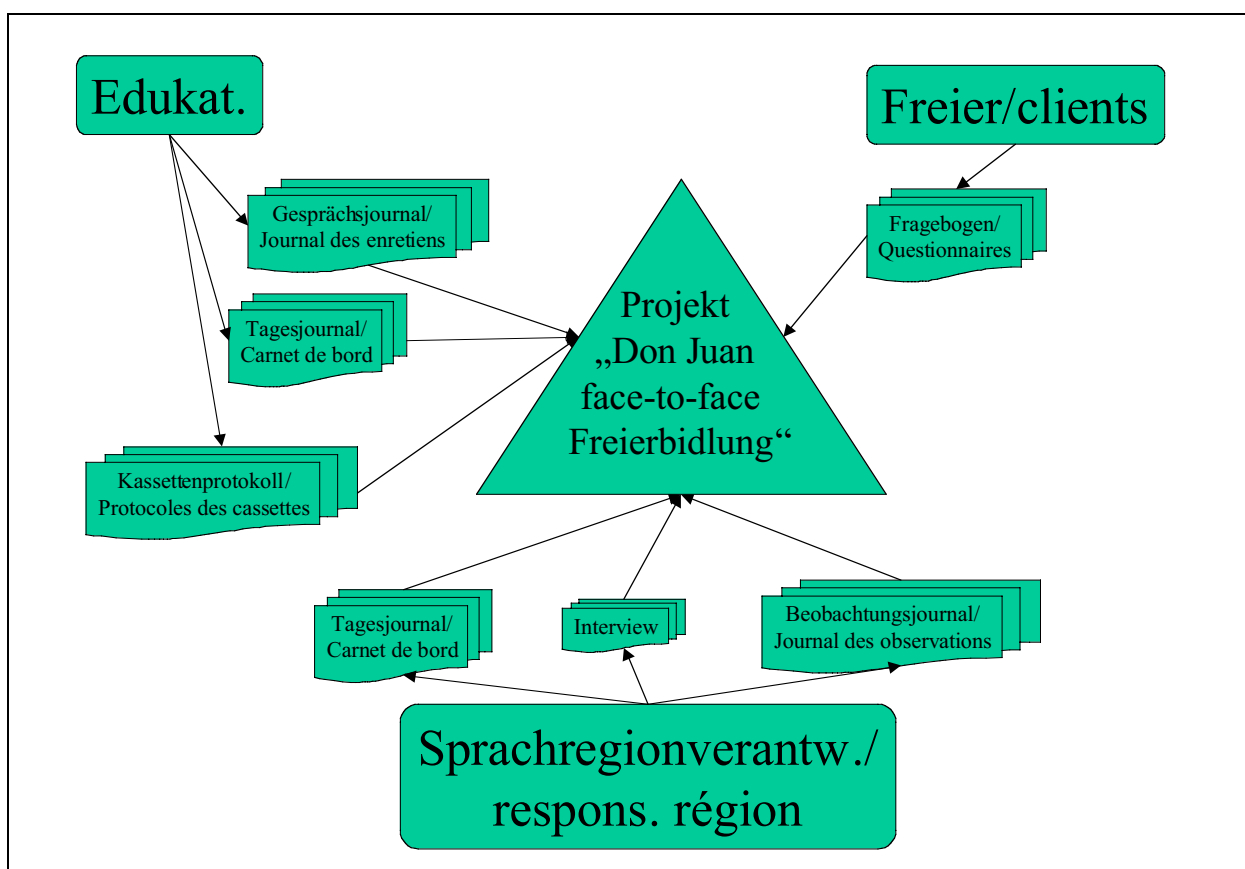 Edukat.
Freier/clients
Gesprächsjournal/
Journal des enretiens
Fragebogen/
Questionnaires
Projekt
„Don Juan
face-to-face
Freierbidlung“
Tagesjournal/
Carnet de bord
Kassettenprotokoll/
Protocoles des cassettes
Tagesjournal/
Carnet de bord
Interview
Beobachtungsjournal/
Journal des observations
Sprachregionverantw./
respons. région